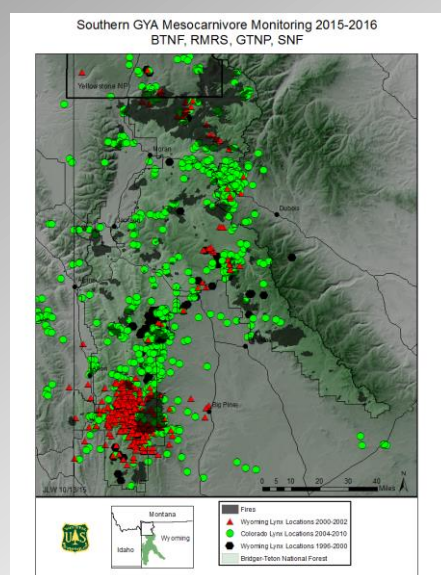 Southern GYA Mesocarnivore Monitoring 2015-2016
BTNF, RMRS, GTNP, SNF
Yellowstone NP
Moran
Dubois
Jackson
Alpine
Big Piney
JLW 10/13/15
0 5 10 20 30 40
Miles
N
Montana
Idaho
Wyoming
Fires
Wyoming Lynx Locations 2000-2002
Colorado Lynx Locations 2004-2010
Wyoming Lynx Locations 1996-2000
Bridger-Teton National Forest